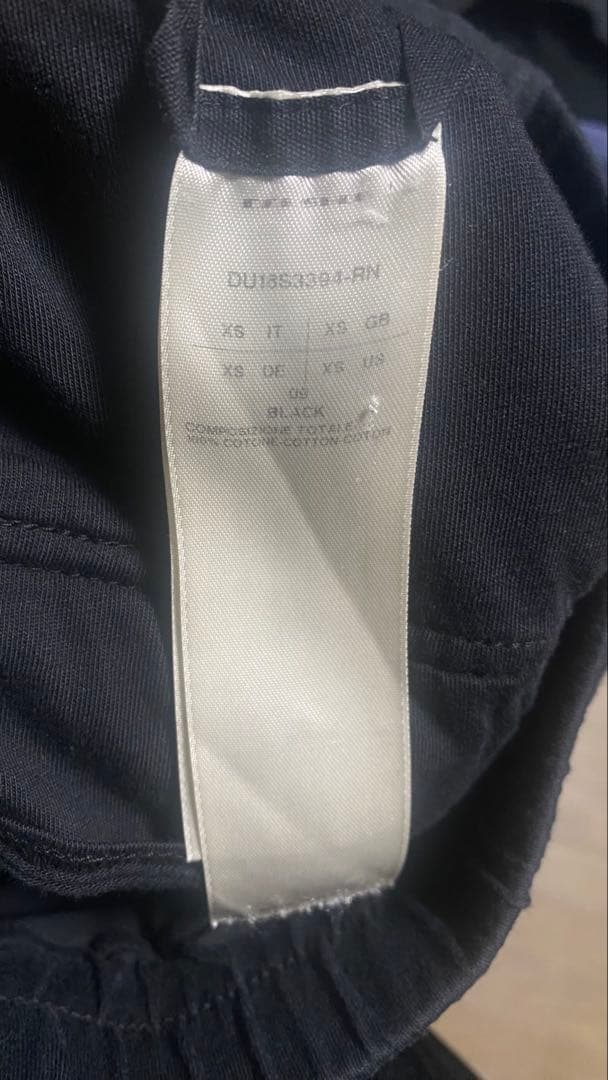 DU18S3394-RN
XS IT XS GB
XS DE XS US
09
BLACK
COMPOSIZIONE TOTALE
100% COTONE-COTTON-COTON